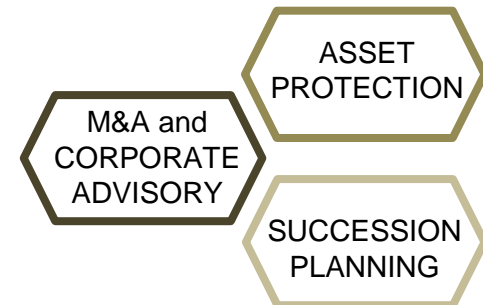 ASSET
PROTECTION
M&A and
CORPORATE
ADVISORY
SUCCESSION
PLANNING